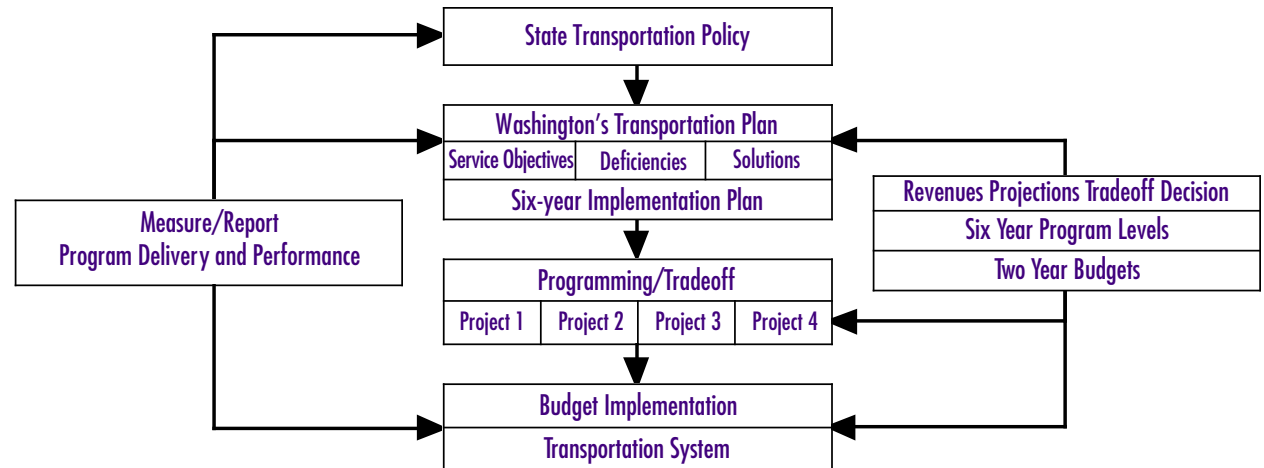 State Transportation Policy
Washington's Transportation Plan
Service Objectives
Deficiencies
Solutions
Six-year Implementation Plan
Measure/Report
Program Delivery and Performance
Revenues Projections Tradeoff Decision
Six Year Program Levels
Two Year Budgets
Programming/Tradeoff
Project 1
Project 2
Project 3
Project 4
Budget Implementation
Transportation System